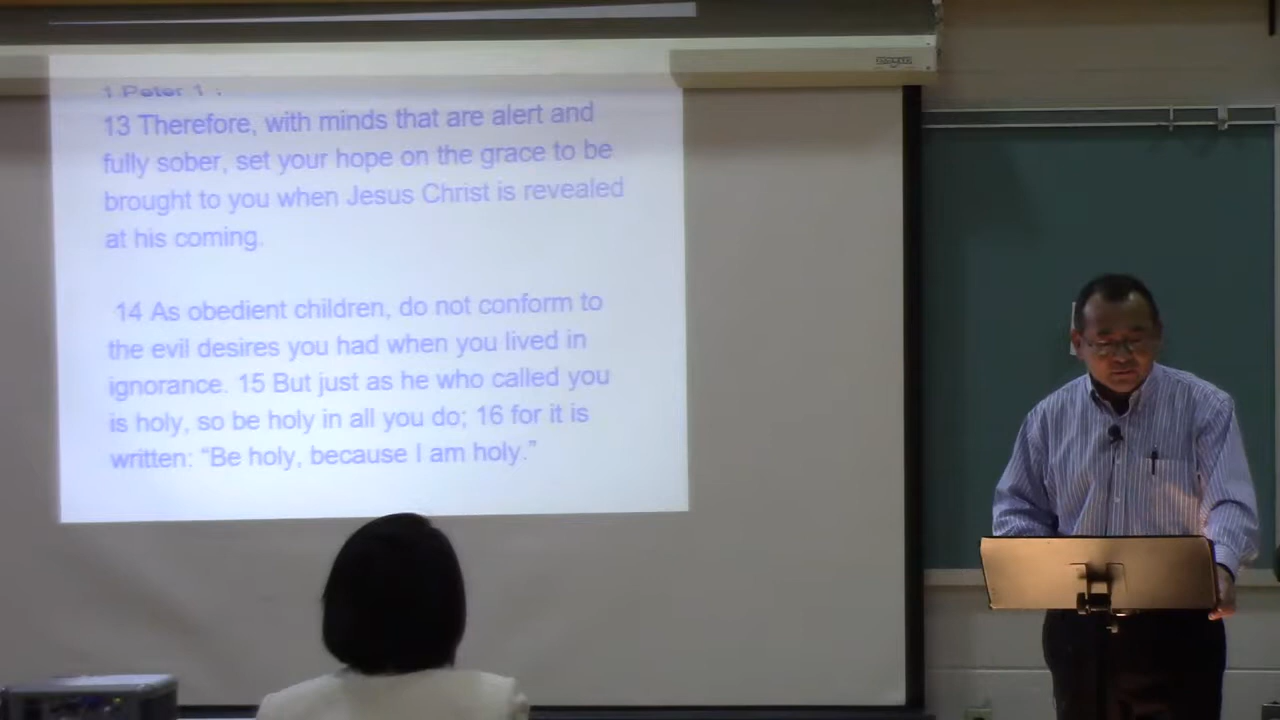 1 Peter 1 :
13 Therefore, with minds that are alert and
fully sober, set your hope on the grace to be
brought to you when Jesus Christ is revealed
at his coming.
14 As obedient children, do not conform to
the evil desires you had when you lived in
ignorance. 15 But just as he who called you
is holy, so be holy in all you do; 16 for it is
written: “Be holy, because I am holy.”